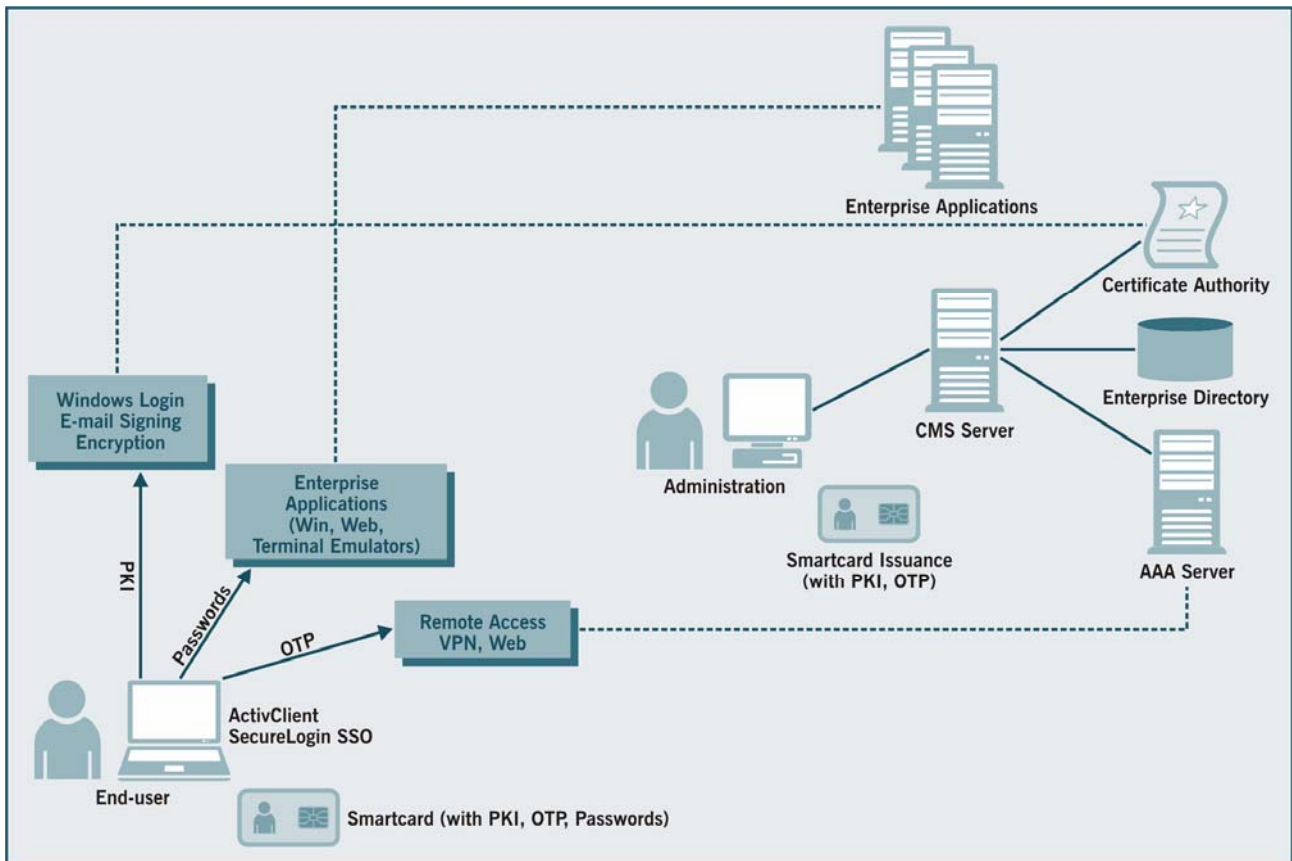 Enterprise Applications
Certificate Authority
Enterprise Directory
CMS Server
AAA Server
Administration
Smartcard Issuance
(with PKI, OTP)
Windows Login
E-mail Signing
Encryption
Enterprise
Applications
(Win, Web,
Terminal Emulators)
Remote Access
VPN, Web
PKI
Passwords
OTP
ActivClient
SecureLogin SSO
End-user
Smartcard (with PKI, OTP, Passwords)